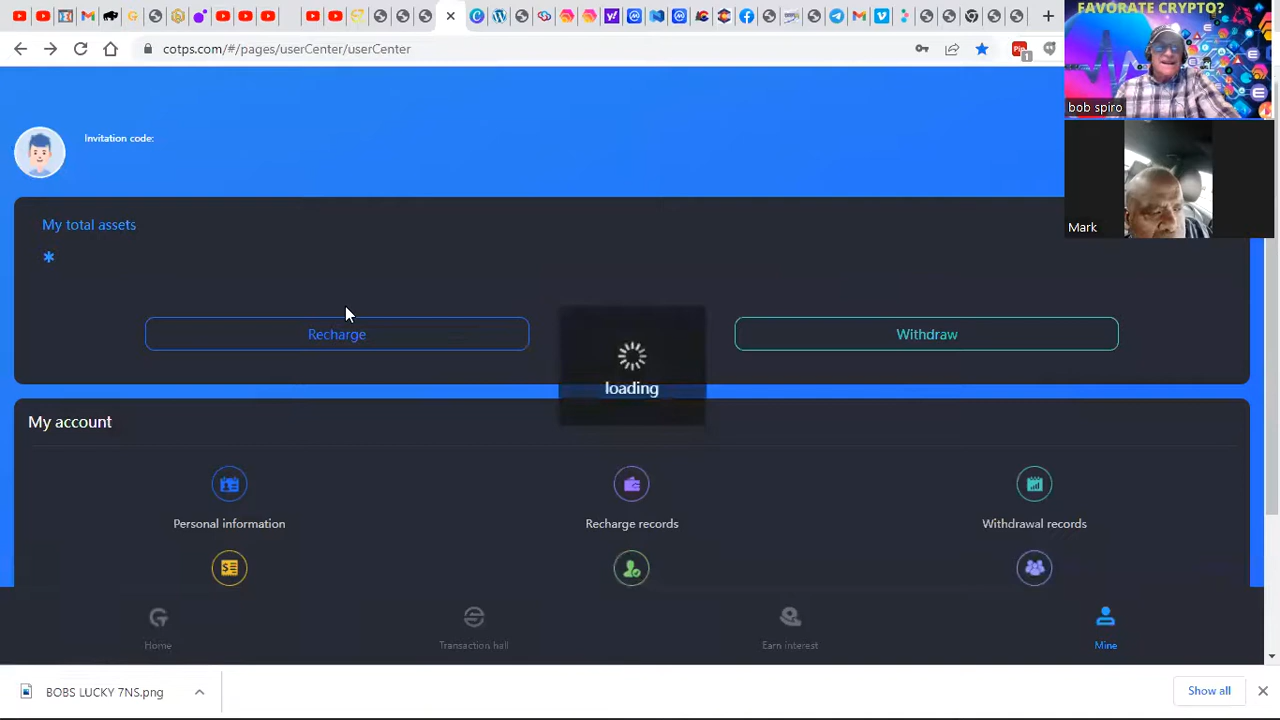 cotps.com/#/pages/userCenter/userCenter
FAVORATE CRYPTO?
bob spiro
Mark
Invitation code:
My total assets
*
Recharge
Withdraw
loading
My account
Personal information
Recharge records
Withdrawal records
Home
Transaction hall
Earn interest
Mine
BOBS LUCKY 7NS.png
Show all